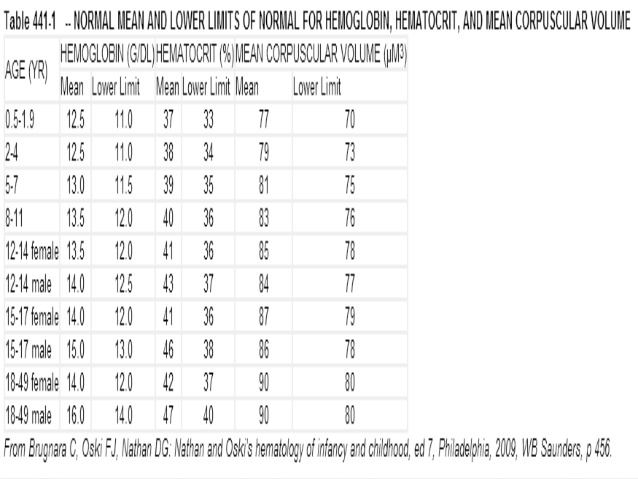 Table 441-1 -- NORMAL MEAN AND LOWER LIMITS OF NORMAL FOR HEMOGLOBIN, HEMATOCRIT, AND MEAN CORPUSCULAR VOLUME
AGE (YR) HEMOGLOBIN (G/DL) HEMATOCRIT (%) MEAN CORPUSCULAR VOLUME (µM3)
Mean Lower Limit Mean Lower Limit Mean Lower Limit
0.5-1.9 12.5 11.0 37 33 77 70
2-4 12.5 11.0 38 34 79 73
5-7 13.0 11.5 39 35 81 75
8-11 13.5 12.0 40 36 83 76
12-14 female 13.5 12.0 41 36 85 78
12-14 male 14.0 12.5 43 37 84 77
15-17 female 14.0 12.0 41 36 87 79
15-17 male 15.0 13.0 46 38 86 78
18-49 female 14.0 12.0 42 37 90 80
18-49 male 16.0 14.0 47 40 90 80
From Brugnara C, Oski FJ, Nathan DG: Nathan and Oski's hematology of infancy and childhood, ed 7, Philadelphia, 2009, WB Saunders, p 456.